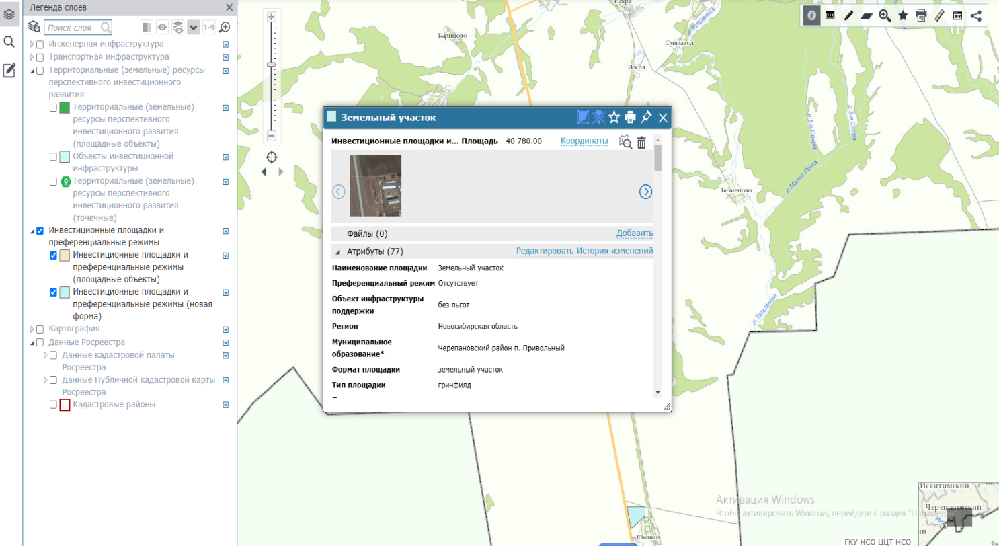 Легенда слоев
Поиск слоя
1-9
Инженерная инфраструктура
Транспортная инфраструктура
Территориальные (земельные) ресурсы
перспективного инвестиционного
развития
Территориальные (земельные)
ресурсы перспективного
инвестиционного развития
(площадные объекты)
Объекты инвестиционной
инфраструктуры
Территориальные (земельные)
ресурсы перспективного
инвестиционного развития
(точечные)
Инвестиционные площадки и
преференциальные режимы
Инвестиционные площадки и
преференциальные режимы
(площадные объекты)
Инвестиционные площадки и
преференциальные режимы (новая
форма)
Картография
Данные Росреестра
Данные кадастровой палаты
Росреестра
Данные Публичной кадастровой карты
Росреестра
Кадастровые районы
Искра
р.Тальменка
Бариново
Сушзавод
Искра
р. 1-я Согра
р. 2-я Согра
р.Малая Речка
Безменово
р.Тальменка
Земельный участок
Инвестиционные площадки и... Площадь 40 780.00 Координаты
Файлы (0) Добавить
Атрибуты (77) Редактировать История изменений
Наименование площадки Земельный участок
Преференциальный режим Отсутствует
Объект инфраструктуры
поддержки без льгот
Регион Новосибирская область
Муниципальное
образование* Черепановский район п. Привольный
Формат площадки земельный участок
Тип площадки гринфилд
Южный
Активация Windows
Чтобы активировать Windows, перейдите в раздел "Параметры
Искитимский
Черепановский
ий
ГКУ НСО ЦЦТ НСО